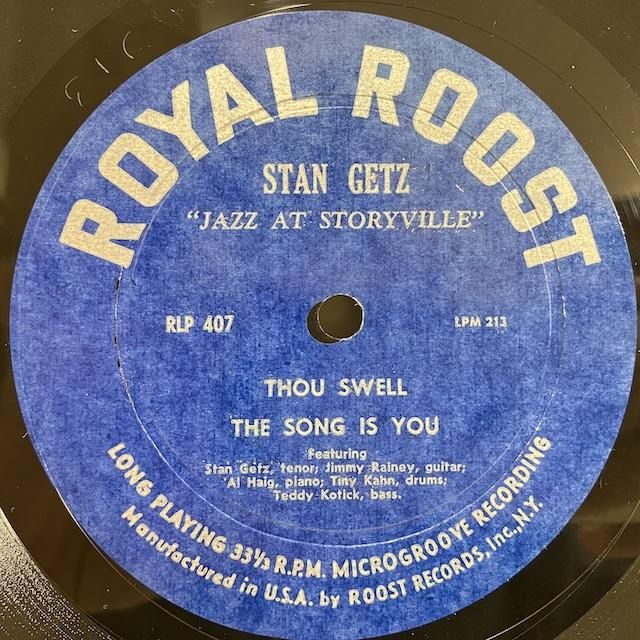 ROYAL ROOST
STAN GETZ
"JAZZ AT STORYVILLE"
RLP 407
LPM 213
THOU SWELL
THE SONG IS YOU
Featuring
Stan Getz, tenor; Jimmy Rainey, guitar;
Al Haig, piano; Tiny Kahn, drums;
Teddy Kotick, bass.
LONG PLAYING 33⅓ R.P.M. MICROGROOVE RECORDING
Manufactured in U.S.A. by ROOST RECORDS, Inc., N.Y.